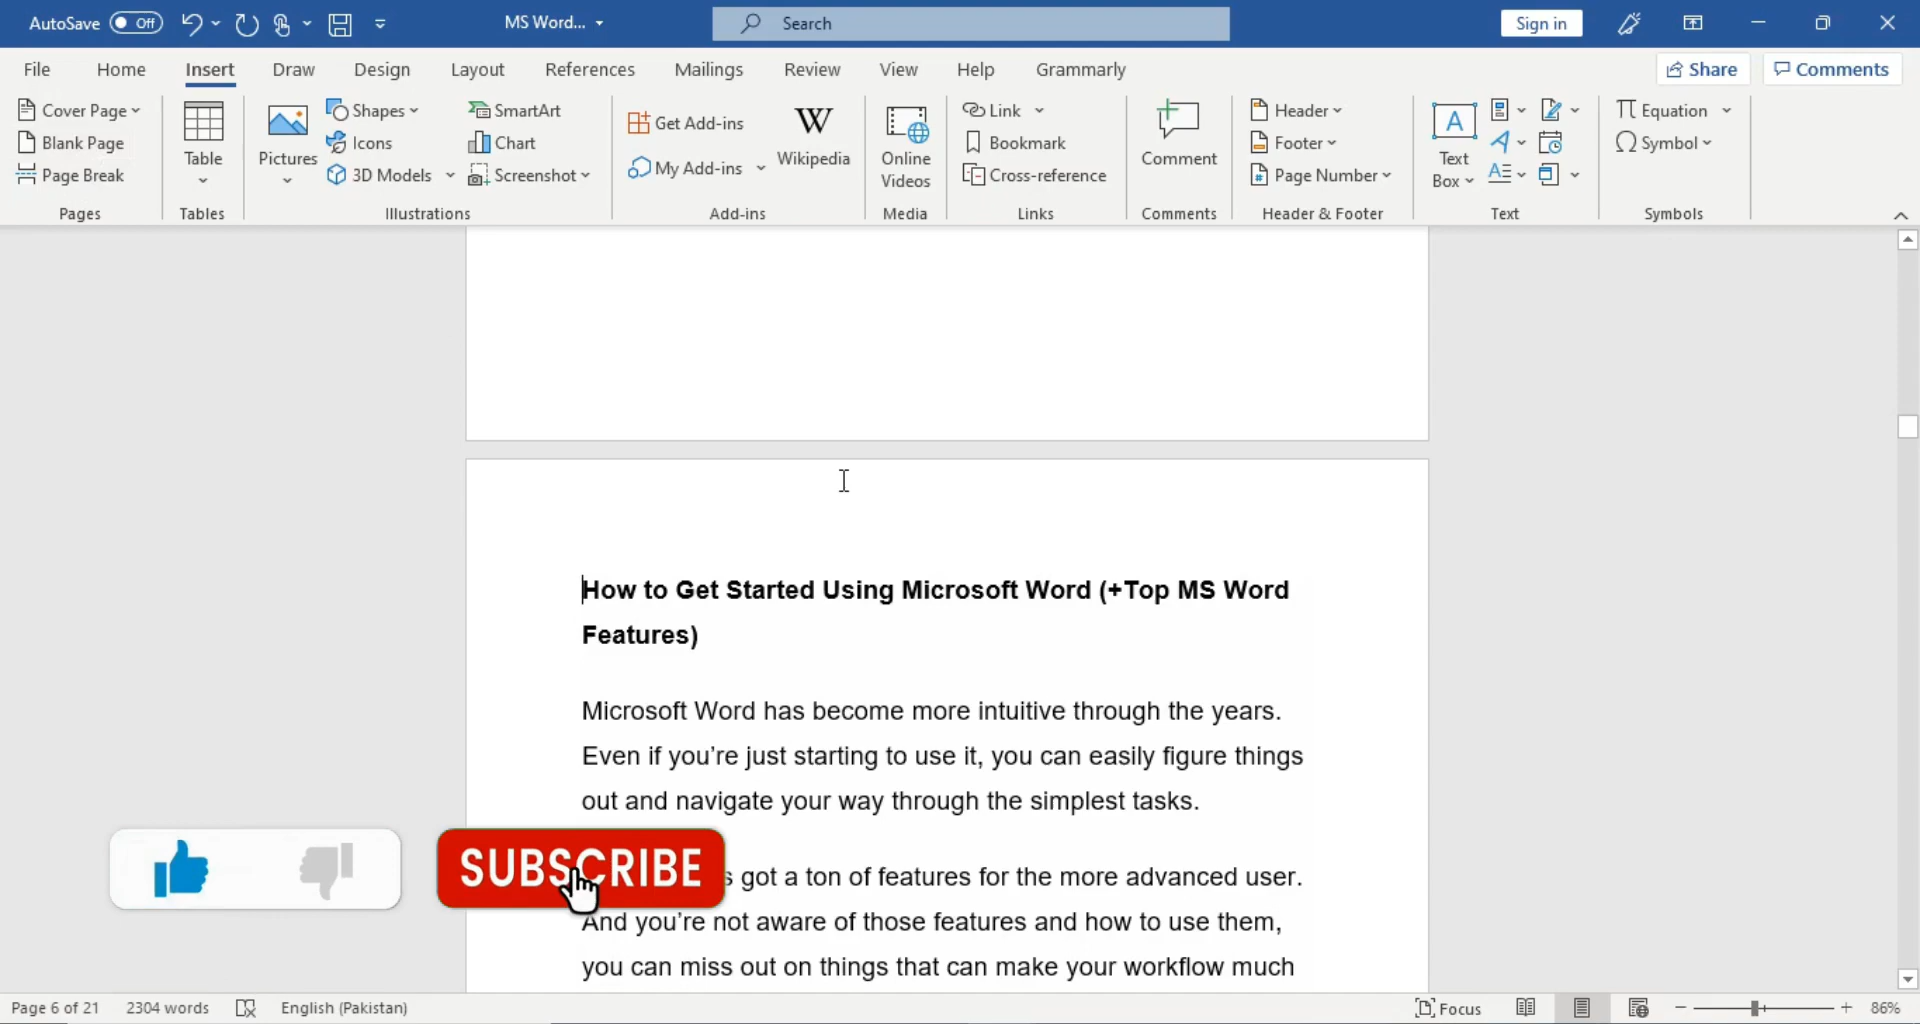 AutoSave Off MS Word... Search Sign in
File Home Insert Draw Design Layout References Mailings Review View Help Grammarly Share Comments
Cover Page
Blank Page
Page Break
Pages
Table
Tables
Pictures
Shapes
Icons
3D Models
SmartArt
Chart
Screenshot
Illustrations
Get Add-ins
My Add-ins
W
Wikipedia
Add-ins
Online
Videos
Media
Link
Bookmark
Cross-reference
Links
Comment
Comments
Header
Footer
Page Number
Header & Footer
A
Text
Box
Text
Equation
Symbol
Symbols
How to Get Started Using Microsoft Word (+Top MS Word
Features)
Microsoft Word has become more intuitive through the years.
Even if you’re just starting to use it, you can easily figure things
out and navigate your way through the simplest tasks.
SUBSCRIBE
s got a ton of features for the more advanced user.
And you’re not aware of those features and how to use them,
you can miss out on things that can make your workflow much
Page 6 of 21 2304 words English (Pakistan) Focus 86%